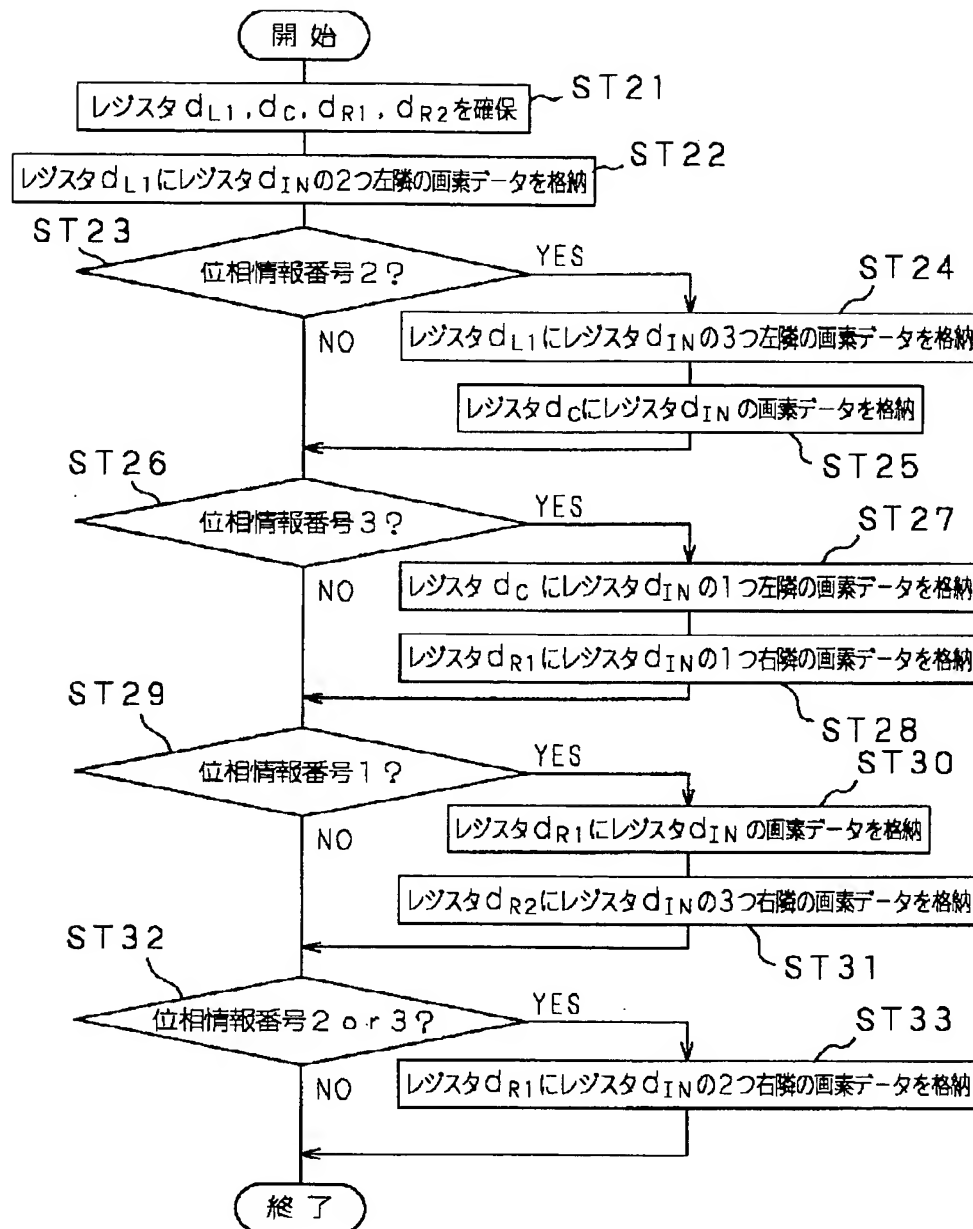 開始
ST21
レジスタdL1,dC,dR1,dR2を確保
ST22
レジスタdL1にレジスタdINの2つ左隣の画素データを格納
ST23
位相情報番号2?
YES
NO
ST24
レジスタdL1にレジスタdINの3つ左隣の画素データを格納
レジスタdCにレジスタdINの画素データを格納
ST25
ST26
位相情報番号3?
YES
NO
ST27
レジスタdCにレジスタdINの1つ左隣の画素データを格納
レジスタdR1にレジスタdINの1つ右隣の画素データを格納
ST28
ST29
位相情報番号1?
YES
NO
ST30
レジスタdR1にレジスタdINの画素データを格納
レジスタdR2にレジスタdINの3つ右隣の画素データを格納
ST31
ST32
位相情報番号2or3?
YES
NO
ST33
レジスタdR1にレジスタdINの2つ右隣の画素データを格納
終了